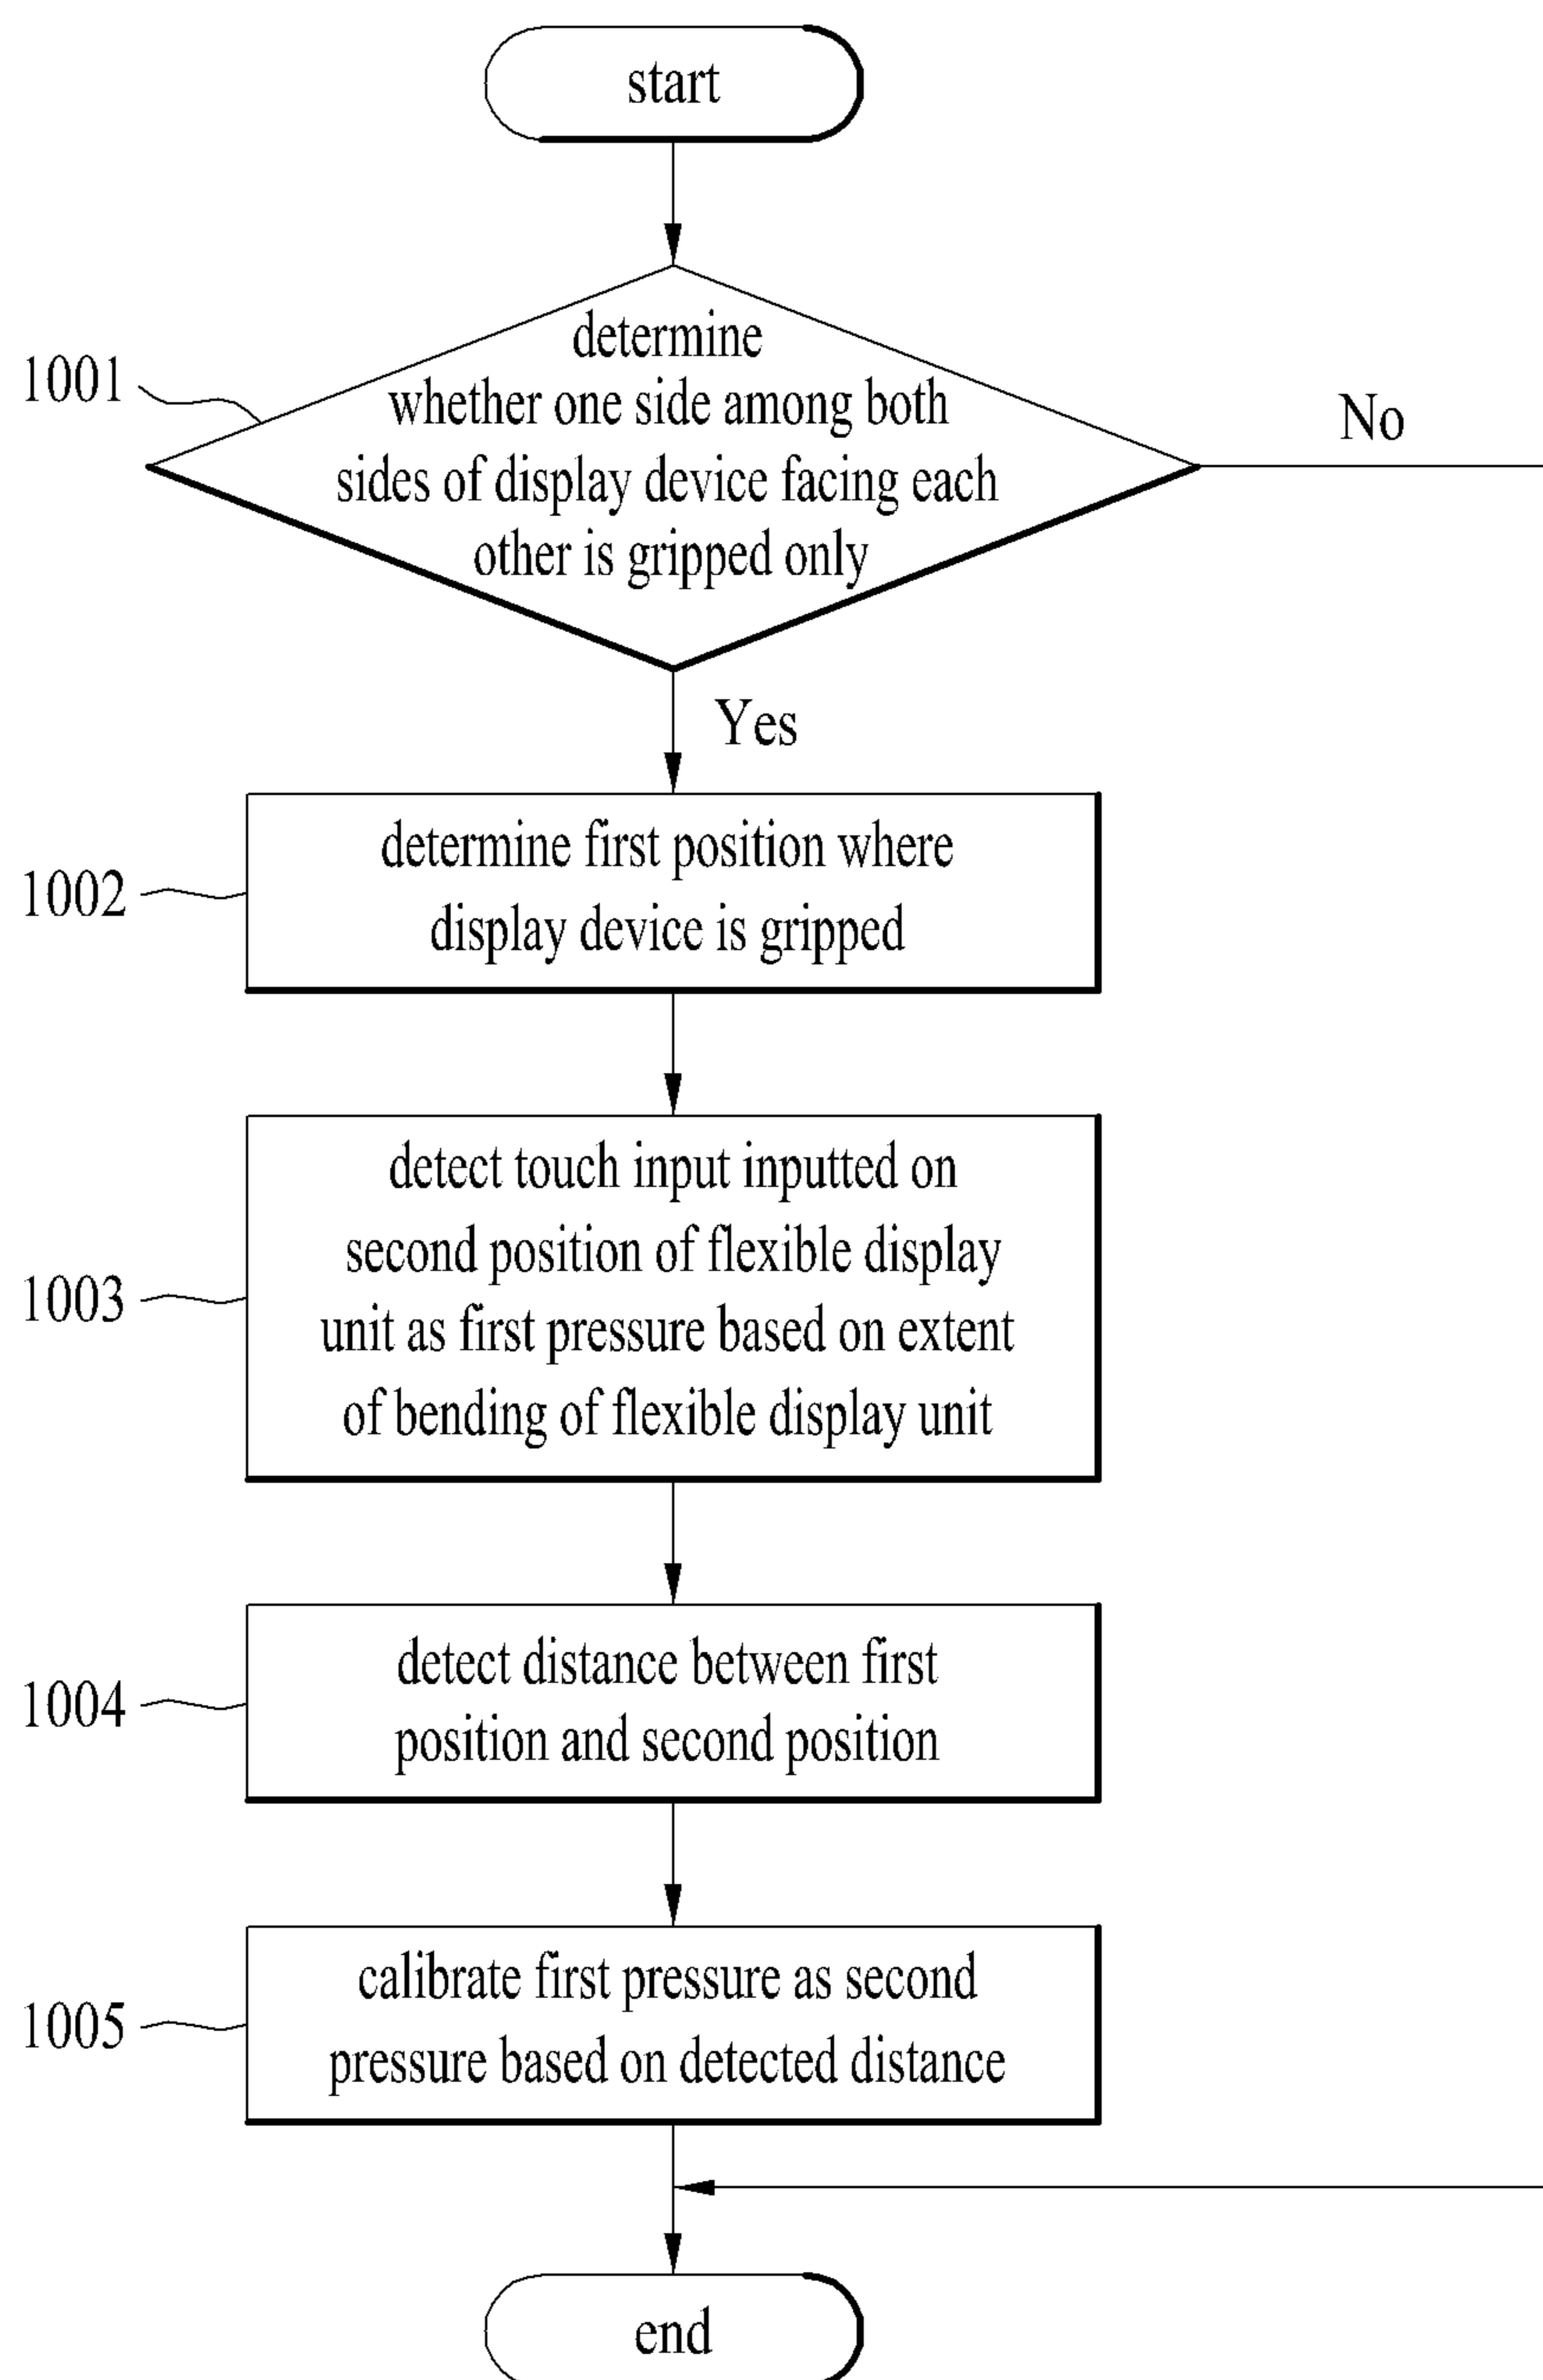 start
determine
whether one side among both
sides of display device facing each
other is gripped only
1001
No
Yes
determine first position where
display device is gripped
1002
detect touch input inputted on
second position of flexible display
unit as first pressure based on extent
of bending of flexible display unit
1003
detect distance between first
position and second position
1004
calibrate first pressure as second
pressure based on detected distance
1005
end